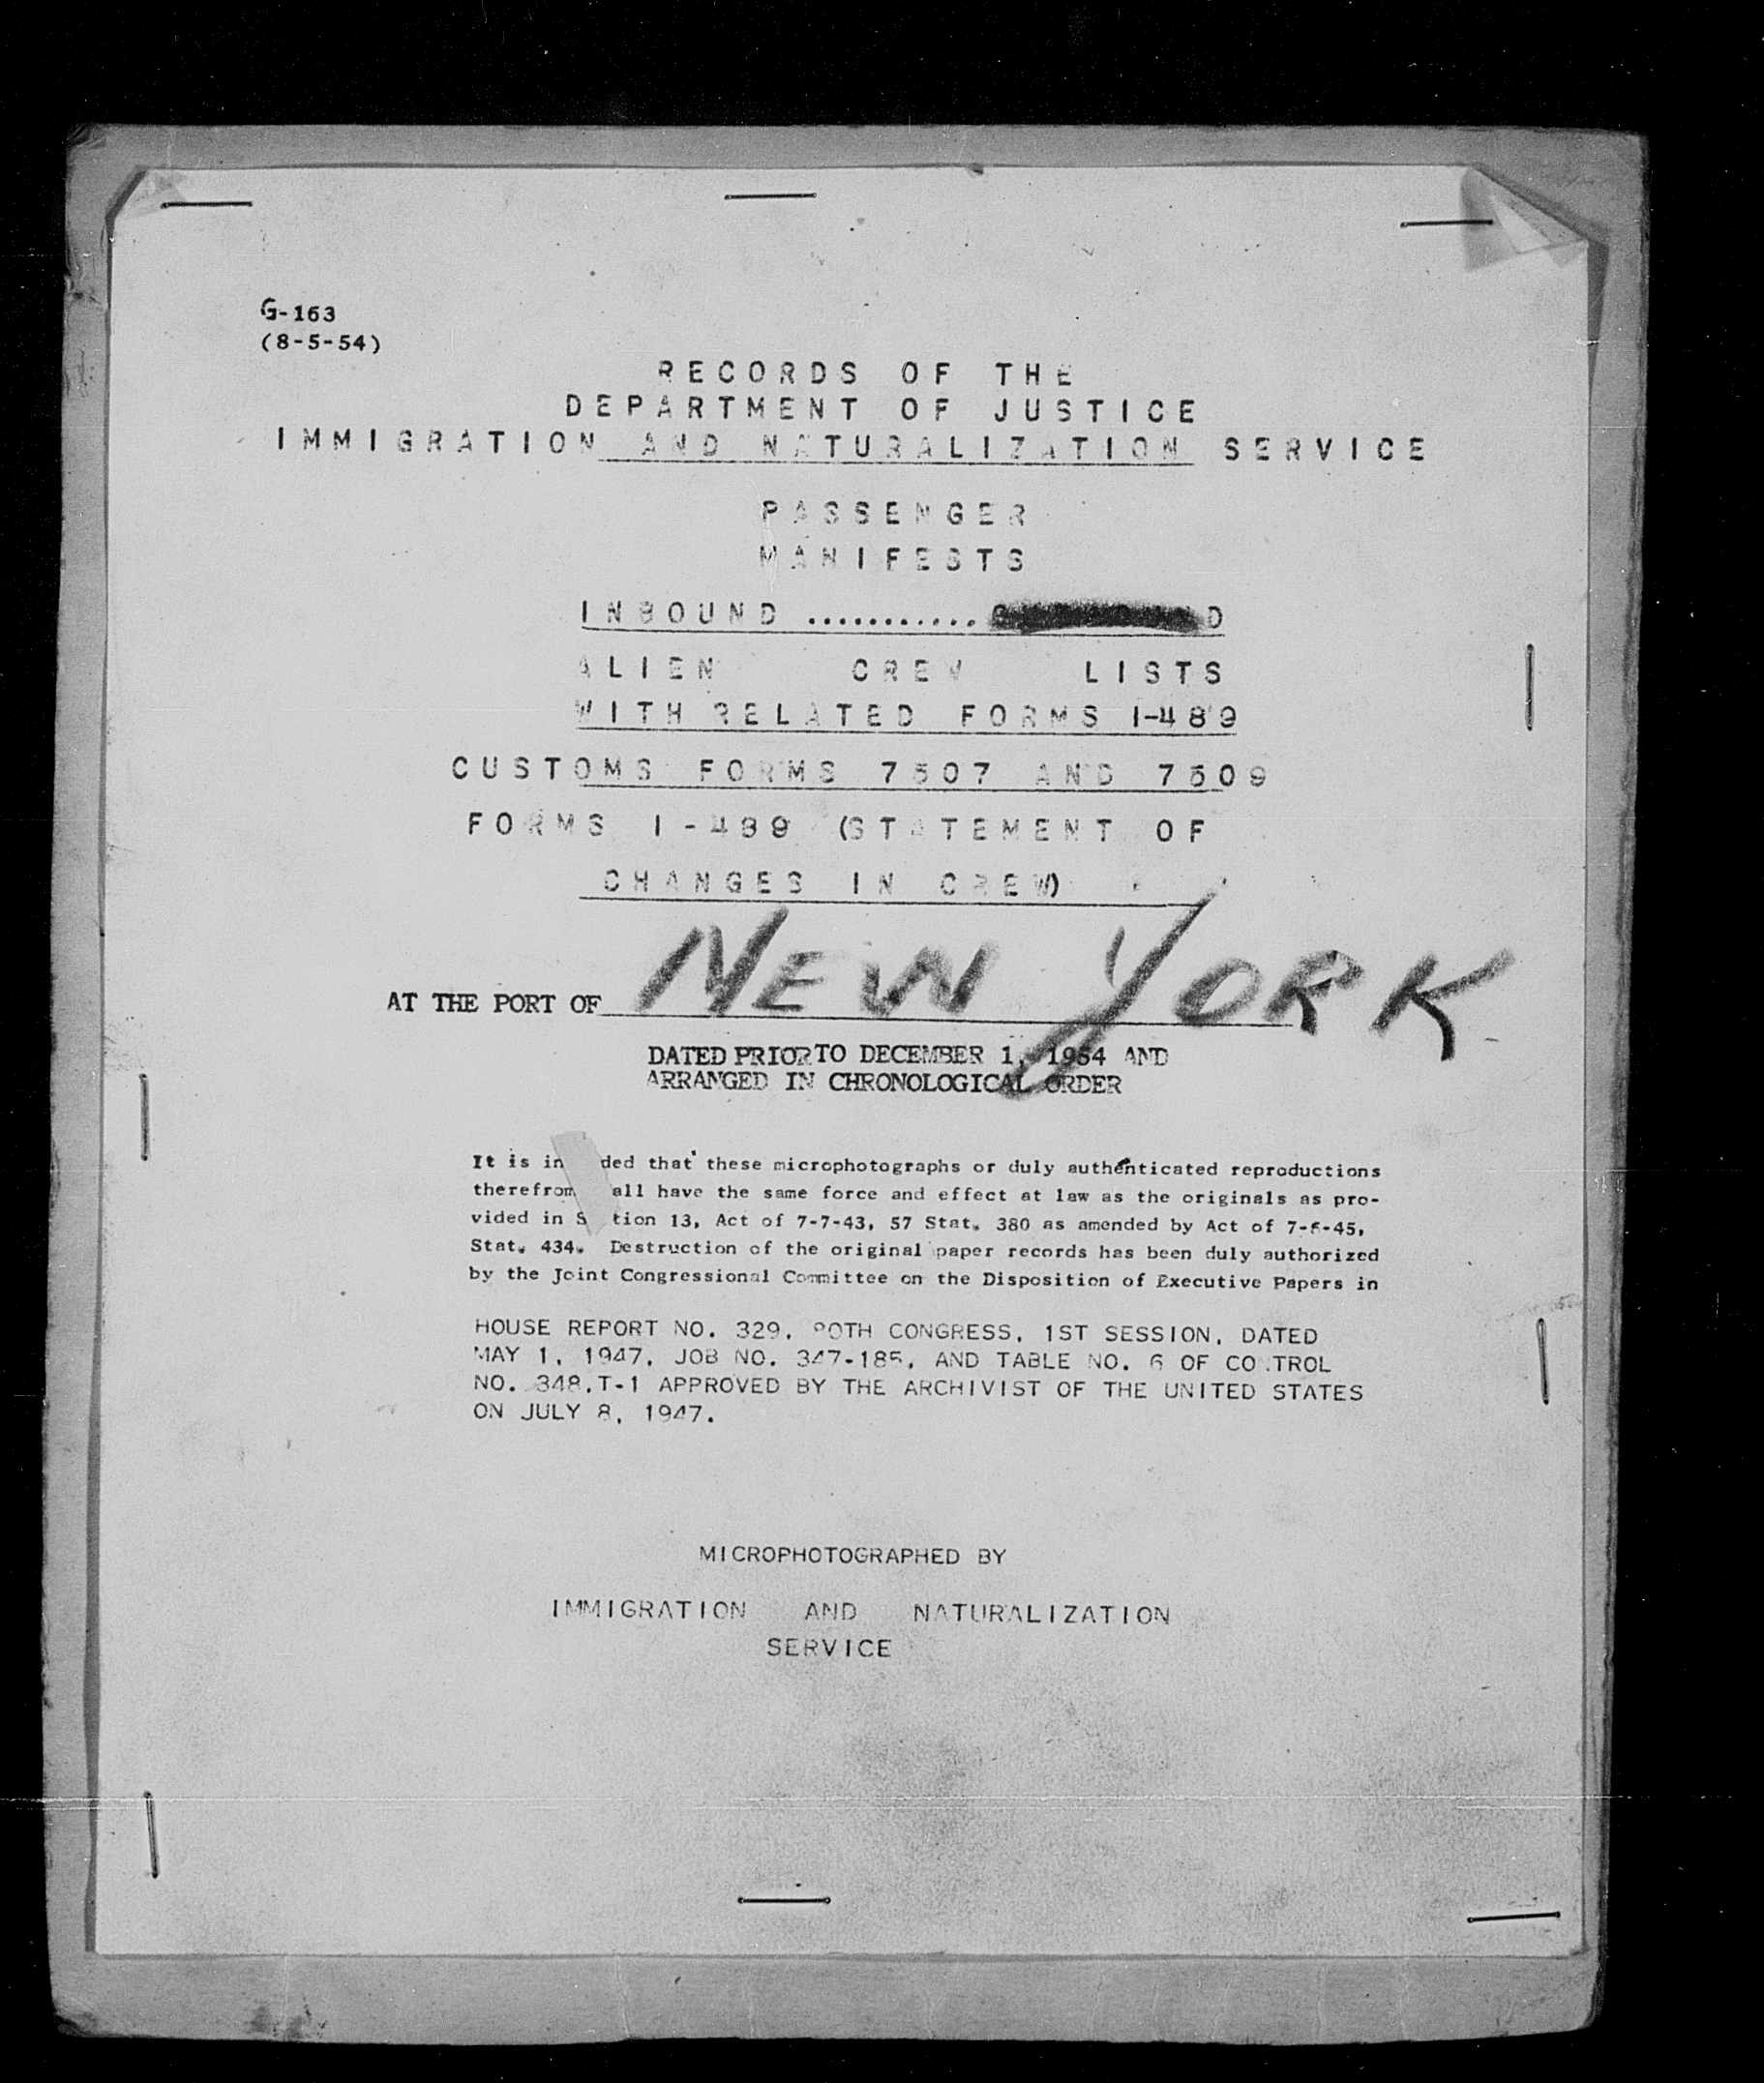 G-163
(8-5-54)
RECORDS OF THE
DEPARTMENT OF JUSTICE
IMMIGRATION AND NATURALIZATION SERVICE
PASSENGER
MANIFESTS
INBOUND ...........
ALIEN CREW LISTS
WITH RELATED FORMS I-489
CUSTOMS FORMS 7507 AND 7509
FORMS I-489 (STATEMENT OF
CHANGES IN CREW)
AT THE PORT OF NEW YORK
DATED PRIOR TO DECEMBER 1, 1954 AND
ARRANGED IN CHRONOLOGICAL ORDER
It is in ded that these microphotographs or duly authenticated reproductions
therefrom all have the same force and effect at law as the originals as pro-
vided in S tion 13, Act of 7-7-43, 57 Stat. 380 as amended by Act of
Stat. 434. Destruction of the original paper records has been duly authorized
by the Joint Congressional Committee on the Disposition of Executive Papers in
HOUSE REPORT NO. 329, 80TH CONGRESS, 1ST SESSION, DATED
MAY 1, 1947, JOB NO. 347-185, AND TABLE NO. 6 OF CO TROL
NO. 348.T-1 APPROVED BY THE ARCHIVIST OF THE UNITED STATES
ON JULY 8, 1947.
MICROPHOTOGRAPHED BY
IMMIGRATION AND NATURALIZATION
SERVICE